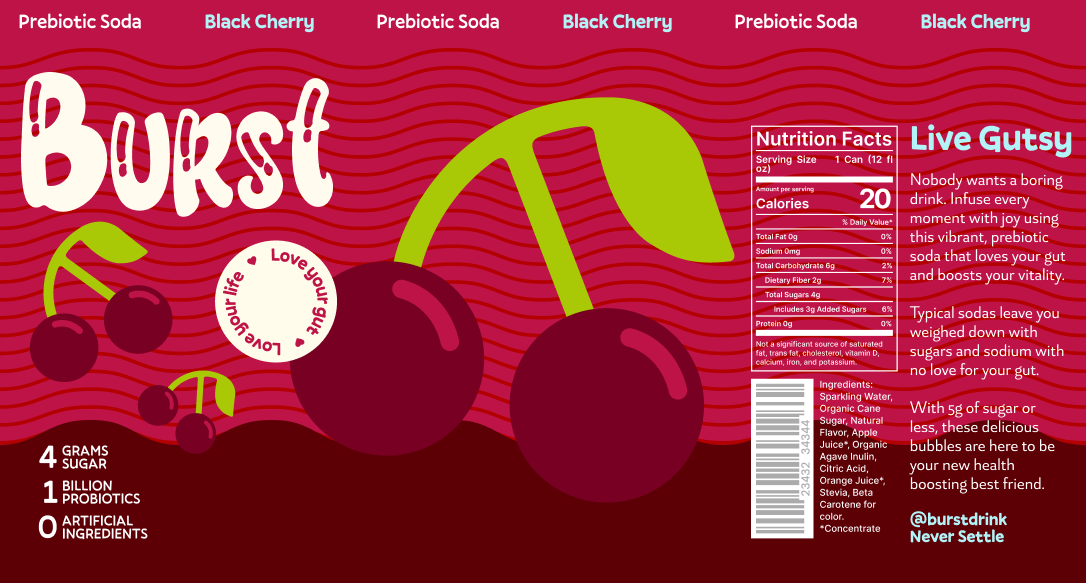 Prebiotic Soda Black Cherry Prebiotic Soda Black Cherry Prebiotic Soda Black Cherry
Burst
Love your gut
Love your life
4 GRAMS
SUGAR
1 BILLION
PROBIOTICS
0 ARTIFICIAL
INGREDIENTS
Nutrition Facts
Serving Size 1 Can (12 fl
oz)
Amount per serving
Calories 20
% Daily Value*
Total Fat 0g 0%
Sodium 0mg 0%
Total Carbohydrate 6g 2%
Dietary Fiber 2g 7%
Total Sugars 4g
Includes 3g Added Sugars 6%
Protein 0g 0%
Not a significant source of saturated
fat, trans fat, cholesterol, vitamin D,
calcium, iron, and potassium.
23432 34344
Ingredients:
Sparkling Water,
Organic Cane
Sugar, Natural
Flavor, Apple
Juice*, Organic
Agave Inulin,
Citric Acid,
Orange Juice*,
Stevia, Beta
Carotene for
color.
*Concentrate
Live Gutsy
Nobody wants a boring
drink. Infuse every
moment with joy using
this vibrant, prebiotic
soda that loves your gut
and boosts your vitality.
Typical sodas leave you
weighed down with
sugars and sodium with
no love for your gut.
With 5g of sugar or
less, these delicious
bubbles are here to be
your new health
boosting best friend.
@burstdrink
Never Settle